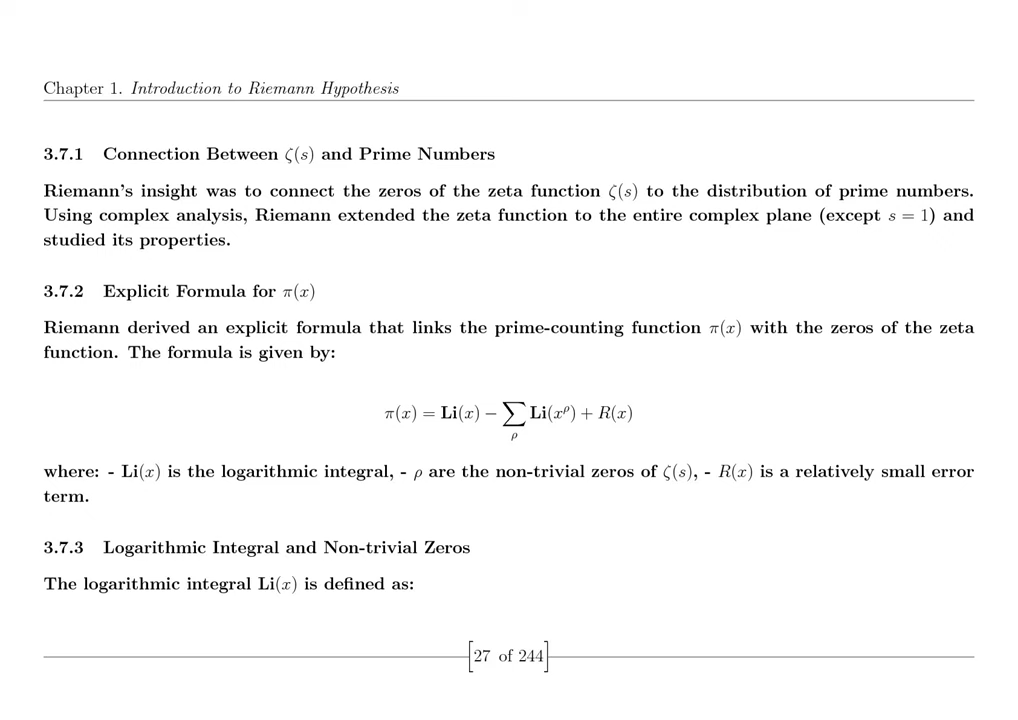 Chapter 1. Introduction to Riemann Hypothesis
3.7.1 Connection Between ζ(s) and Prime Numbers
Riemann's insight was to connect the zeros of the zeta function ζ(s) to the distribution of prime numbers.
Using complex analysis, Riemann extended the zeta function to the entire complex plane (except s = 1) and
studied its properties.
3.7.2 Explicit Formula for π(x)
Riemann derived an explicit formula that links the prime-counting function π(x) with the zeros of the zeta
function. The formula is given by:
π(x) = Li(x) − ∑ Li(x^ρ) + R(x)
ρ
where: - Li(x) is the logarithmic integral, - ρ are the non-trivial zeros of ζ(s), - R(x) is a relatively small error
term.
3.7.3 Logarithmic Integral and Non-trivial Zeros
The logarithmic integral Li(x) is defined as:
[27 of 244]